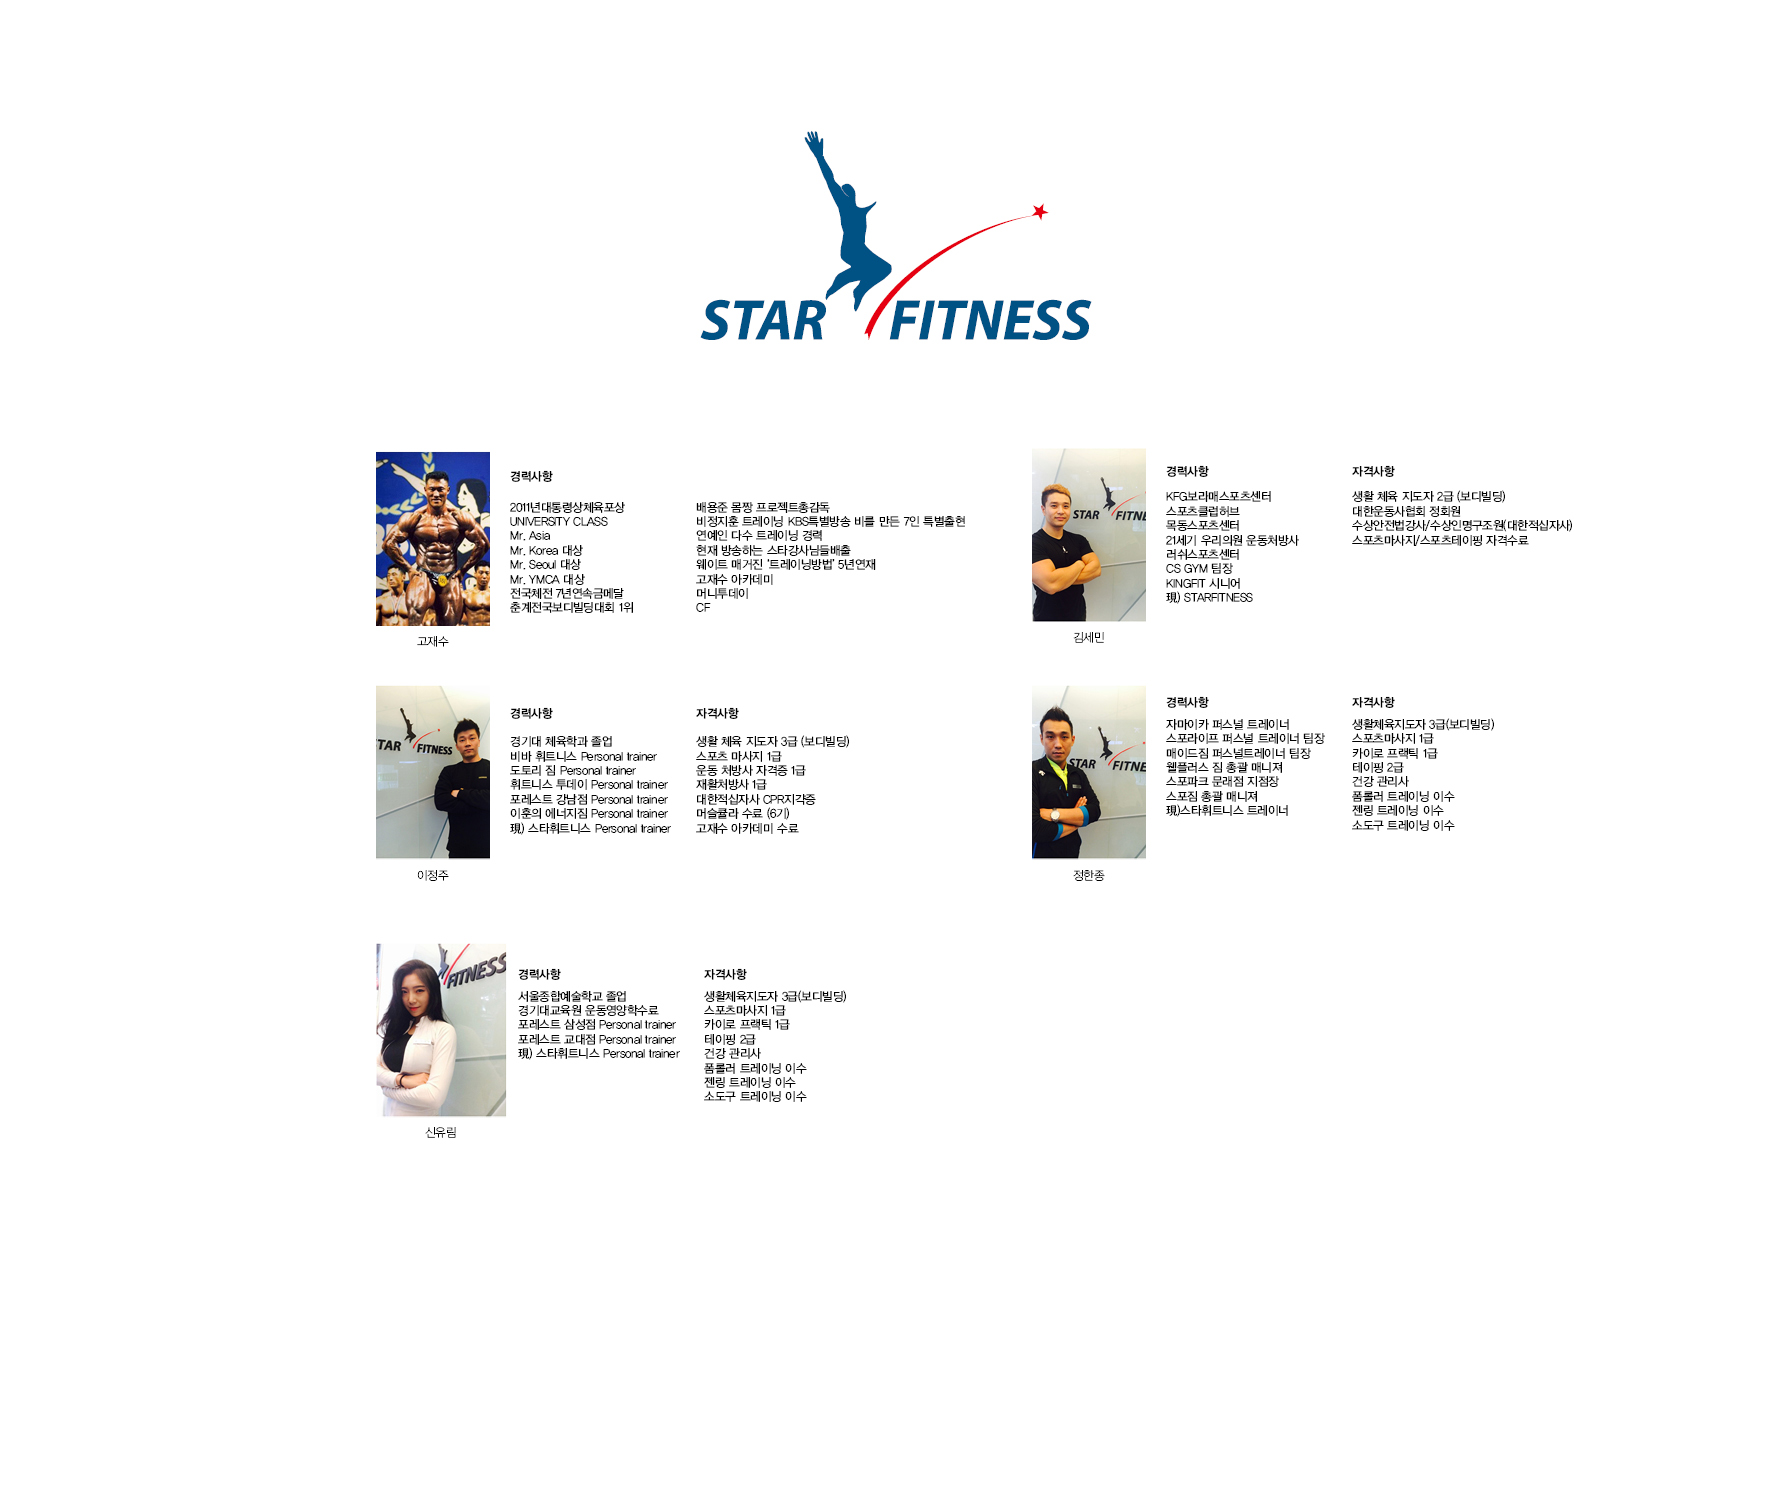 STAR FITNESS
경력사항
2011년대통령상체육포상
UNIVERSITY CLASS
Mr. Asia
Mr. Korea 대상
Mr. Seoul 대상
Mr. YMCA 대상
전국체전 7년연속금메달
춘계전국보디빌딩대회 1위
배용준 몸짱 프로젝트총감독
비정지훈 트레이닝 KBS특별방송 비를 만든 7인 특별출현
연예인 다수 트레이닝 경력
현재 방송하는 스타강사님들배출
웨이트 매거진 '트레이닝방법' 5년연재
고재수 아카데미
머니투데이
CF
고재수
STAR FITN
경력사항
KFG보라매스포츠센터
스포츠클럽허브
목동스포츠센터
21세기 우리의원 운동처방사
러쉬스포츠센터
CS GYM 팀장
KINGFIT 시니어
現) STARFITNESS
자격사항
생활 체육 지도자 2급 (보디빌딩)
대한운동사협회 정회원
수상안전법강사/수상인명구조원(대한적십자사)
스포츠마사지/스포츠테이핑 자격수료
김세민
TAR FITNESS
경력사항
경기대 체육학과 졸업
비바 휘트니스 Personal trainer
도토리 짐 Personal trainer
휘트니스 투데이 Personal trainer
포레스트 강남점 Personal trainer
이훈의 에너지짐 Personal trainer
現) 스타휘트니스 Personal trainer
자격사항
생활 체육 지도자 3급 (보디빌딩)
스포츠 마사지 1급
운동 처방사 자격증 1급
재활처방사 1급
대한적십자사 CPR지갹증
머슬큘라 수료 (6기)
고재수 아카데미 수료
이정주
STAR FITN
경력사항
자마이카 퍼스널 트레이너
스포라이프 퍼스널 트레이너 팀장
매이드짐 퍼스널트레이너 팀장
웰플러스 짐 총괄 매니져
스포파크 문래점 지점장
스포짐 총괄 매니져
現)스타휘트니스 트레이너
자격사항
생활체육지도자 3급(보디빌딩)
스포츠마사지 1급
카이로 프랙틱 1급
테이핑 2급
건강 관리사
폼롤러 트레이닝 이수
젠링 트레이닝 이수
소도구 트레이닝 이수
정한종
FITNESS
경력사항
서울종합예술학교 졸업
경기대교육원 운동영양학수료
포레스트 삼성점 Personal trainer
포레스트 교대점 Personal trainer
現) 스타휘트니스 Personal trainer
자격사항
생활체육지도자 3급(보디빌딩)
스포츠마사지 1급
카이로 프랙틱 1급
테이핑 2급
건강 관리사
폼롤러 트레이닝 이수
젠링 트레이닝 이수
소도구 트레이닝 이수
신유림